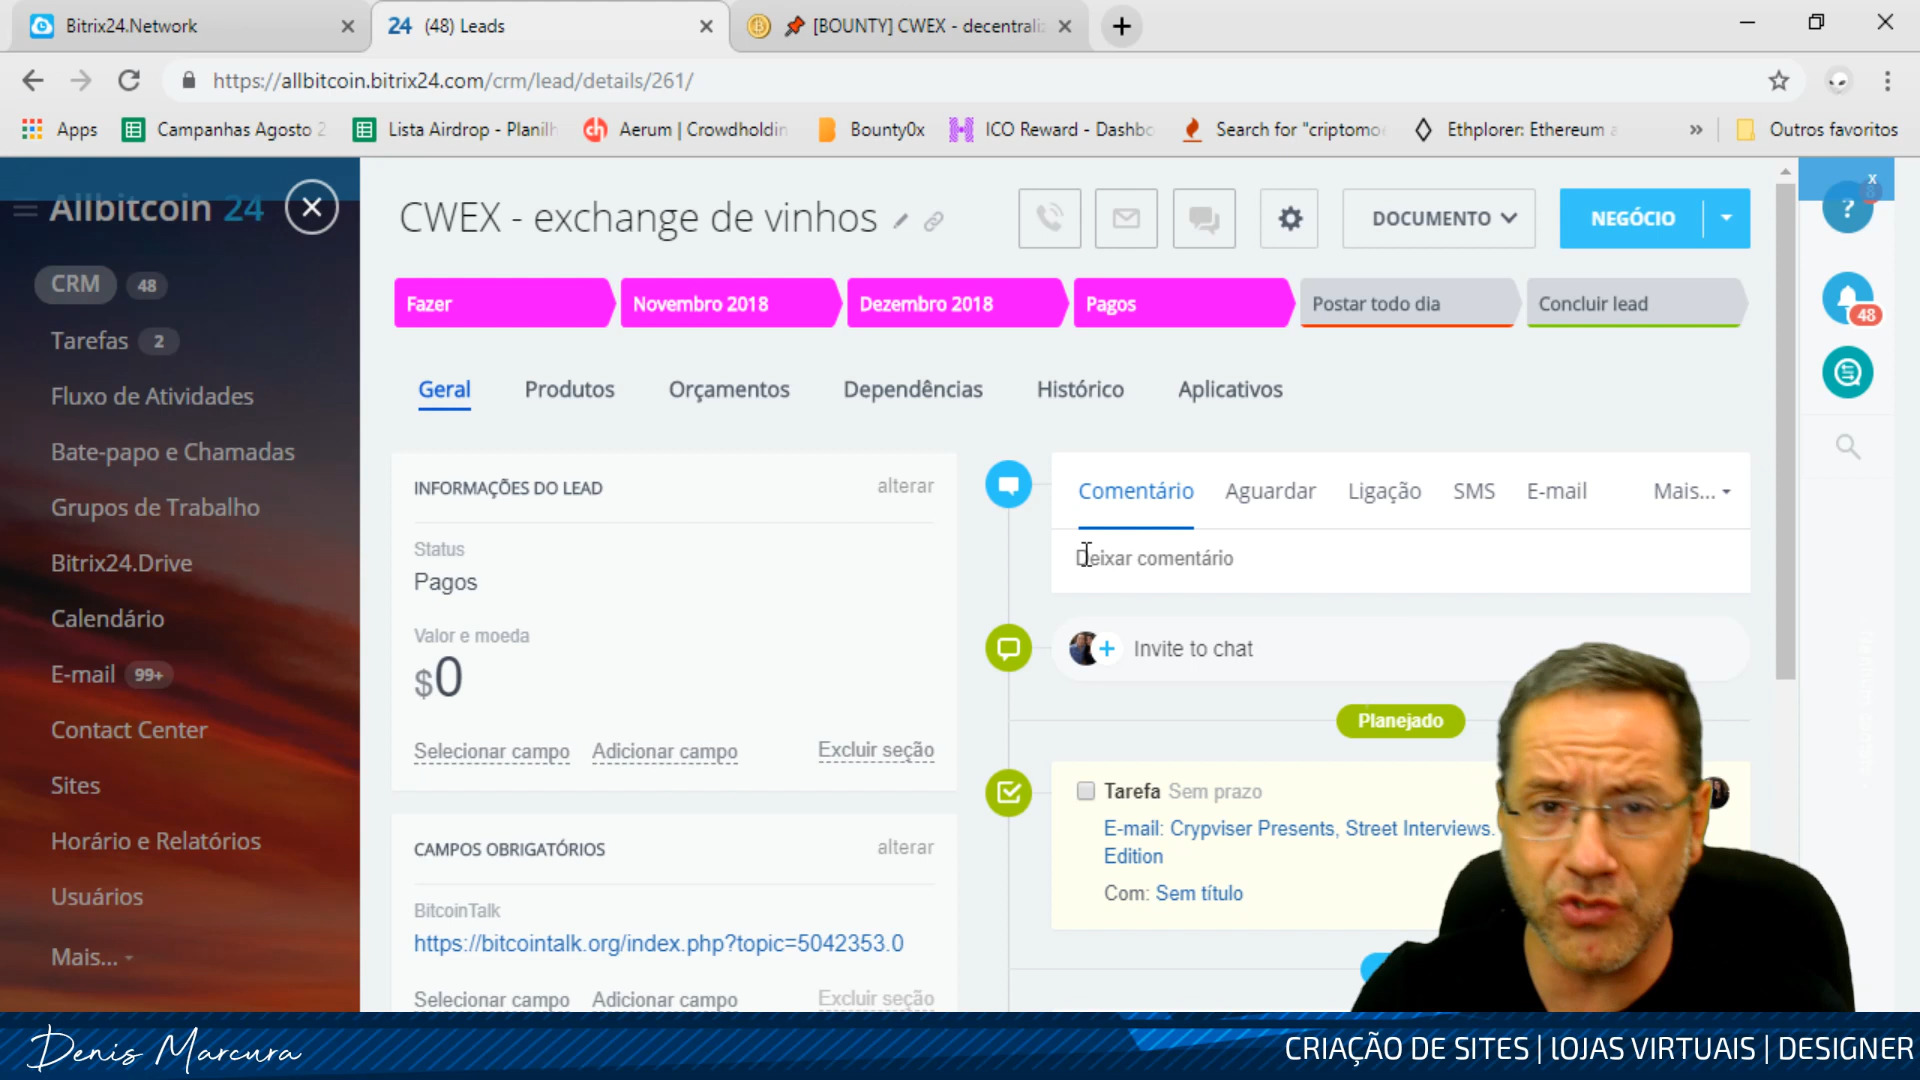 Bitrix24.Network
24 (48) Leads
[BOUNTY] CWEX - decentrali
https://allbitcoin.bitrix24.com/crm/lead/details/261/
Apps
Campanhas Agosto 2
Lista Airdrop - Planilh
Aerum | Crowdholdin
Bounty0x
ICO Reward - Dashbo
Search for "criptomo
Ethplorer: Ethereum a
»
Outros favoritos
Allbitcoin 24
CRM 48
Tarefas 2
Fluxo de Atividades
Bate-papo e Chamadas
Grupos de Trabalho
Bitrix24.Drive
Calendário
E-mail 99+
Contact Center
Sites
Horário e Relatórios
Usuários
Mais...
CWEX - exchange de vinhos
DOCUMENTO
NEGÓCIO
Fazer
Novembro 2018
Dezembro 2018
Pagos
Postar todo dia
Concluir lead
Geral
Produtos
Orçamentos
Dependências
Histórico
Aplicativos
INFORMAÇÕES DO LEAD
alterar
Status
Pagos
Valor e moeda
$0
Selecionar campo
Adicionar campo
Excluir seção
CAMPOS OBRIGATÓRIOS
alterar
BitcoinTalk
https://bitcointalk.org/index.php?topic=5042353.0
Selecionar campo
Adicionar campo
Excluir seção
Comentário
Aguardar
Ligação
SMS
E-mail
Mais...
Deixar comentário
Invite to chat
Planejado
Tarefa Sem prazo
E-mail: Crypviser Presents, Street Interviews.
Edition
Com: Sem título
x
?
48
Denis Marcura
CRIAÇÃO DE SITES | LOJAS VIRTUAIS | DESIGNER